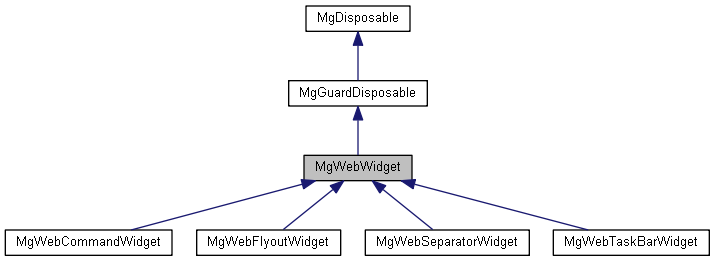 MgDisposable
MgGuardDisposable
MgWebWidget
MgWebCommandWidget
MgWebFlyoutWidget
MgWebSeparatorWidget
MgWebTaskBarWidget